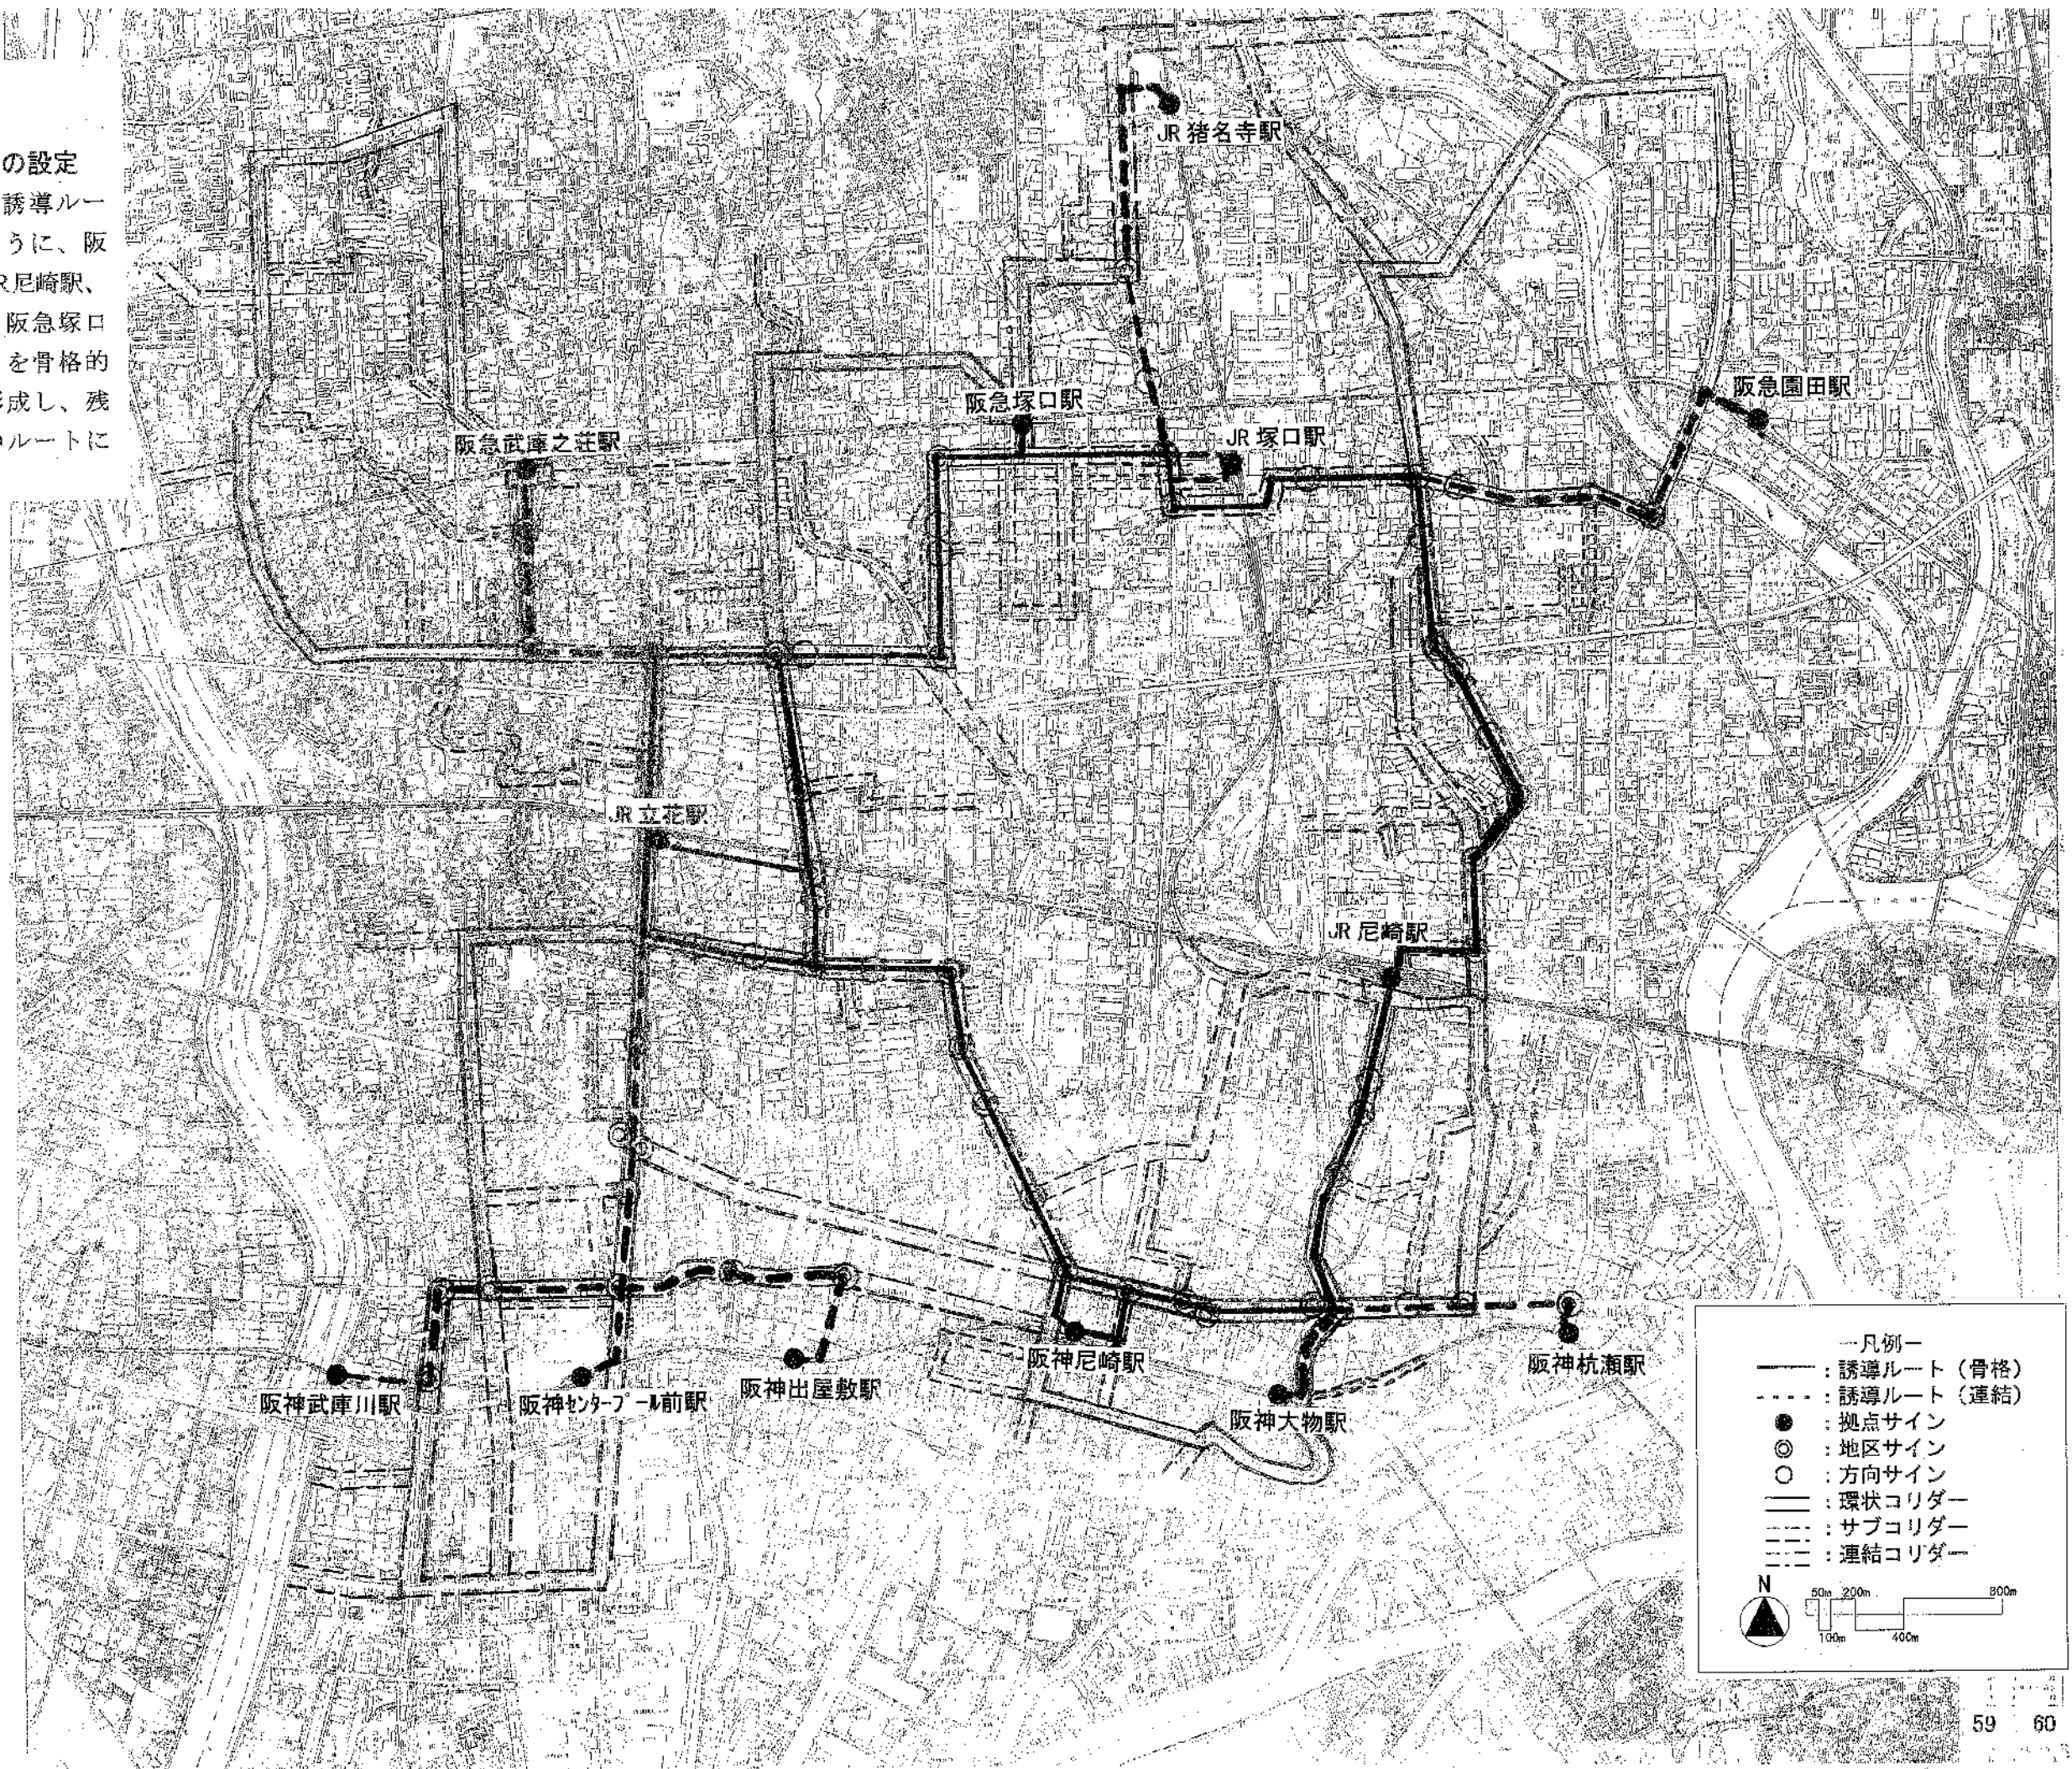 の設定
誘導ルー
うに、阪
R尼崎駅、
阪急塚口
を骨格的
形成し、残
ルートに
JR 猪名寺駅
阪急塚口駅
阪急園田駅
阪急武庫之荘駅
JR 塚口駅
JR 立花駅
JR 尼崎駅
阪神尼崎駅
阪神杭瀬駅
阪神武庫川駅
阪神センタープール前駅
阪神出屋敷駅
阪神大物駅
―凡例―
：誘導ルート（骨格）
：誘導ルート（連結）
：拠点サイン
：地区サイン
：方向サイン
：環状コリダー
：サブコリダー
：連結コリダー
N
50m 200m 800m
100m 400m
59 60